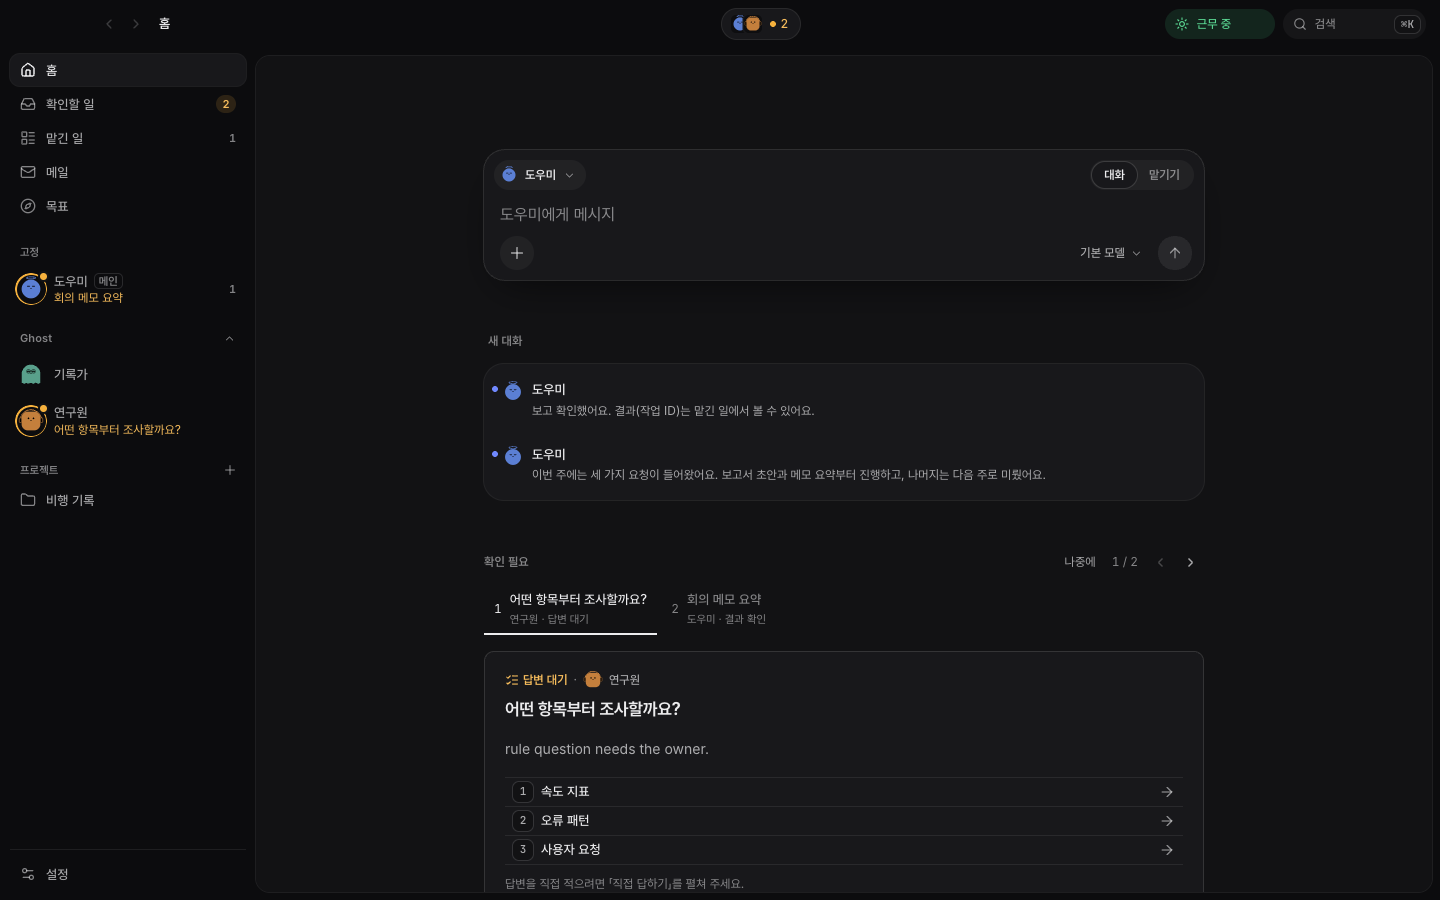 홈
2
근무 중
검색
⌘K
홈
확인할 일
2
맡긴 일
1
메일
목표
고정
도우미 메인
회의 메모 요약
1
Ghost
기록가
연구원
어떤 항목부터 조사할까요?
프로젝트
비행 기록
설정
도우미
대화
맡기기
도우미에게 메시지
기본 모델
새 대화
도우미
보고 확인했어요. 결과(작업 ID)는 맡긴 일에서 볼 수 있어요.
도우미
이번 주에는 세 가지 요청이 들어왔어요. 보고서 초안과 메모 요약부터 진행하고, 나머지는 다음 주로 미뤘어요.
확인 필요
나중에
1 / 2
1
어떤 항목부터 조사할까요?
연구원 · 답변 대기
2
회의 메모 요약
도우미 · 결과 확인
답변 대기 · 연구원
어떤 항목부터 조사할까요?
rule question needs the owner.
1 속도 지표
2 오류 패턴
3 사용자 요청
답변을 직접 적으려면 「직접 답하기」를 펼쳐 주세요.